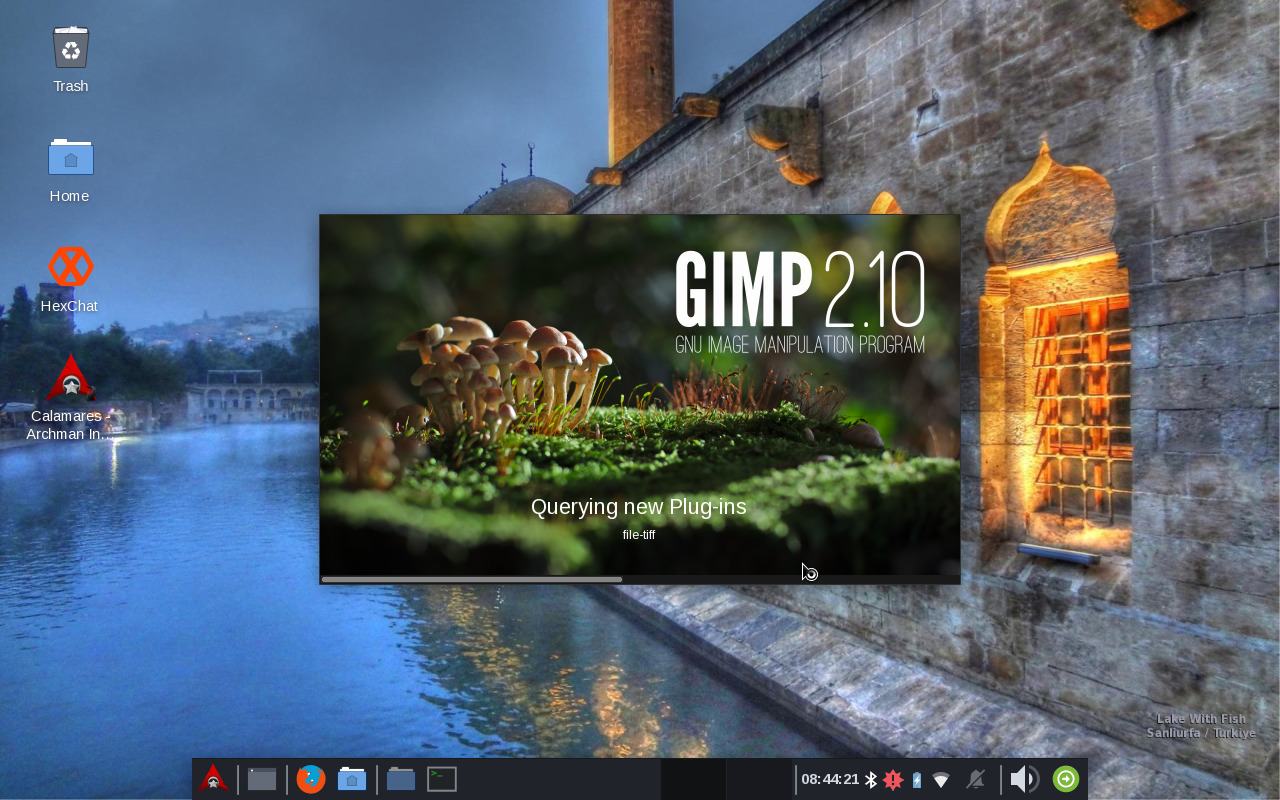 Trash
Home
HexChat
Calamares
Archman In...
GIMP 2.10
GNU IMAGE MANIPULATION PROGRAM
Querying new Plug-ins
file-tiff
Lake With Fish
Sanliurfa / Turkiye
>_
08:44:21